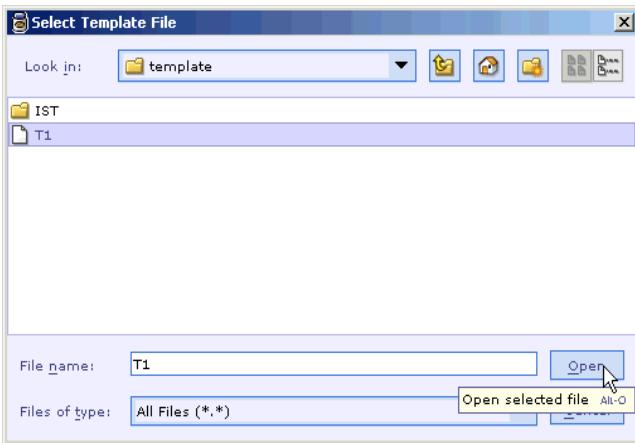 Select Template File
Look in: template
IST
T1
File name: T1 Open
Open selected file Alt-O
Files of type: All Files (*.*)